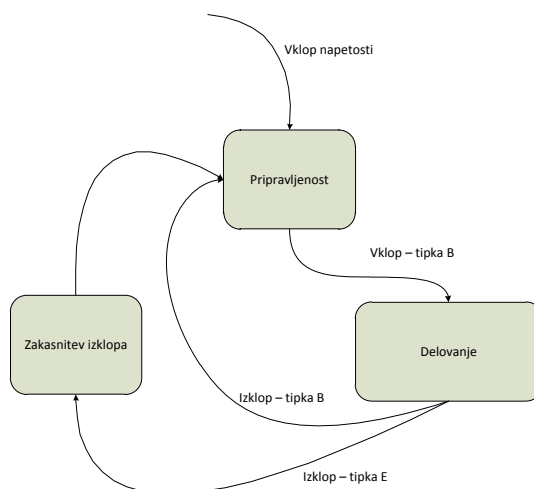 Vklop napetosti
Pripravljenost
Vklop – tipka B
Zakasnitev izklopa
Delovanje
Izklop – tipka B
Izklop – tipka E